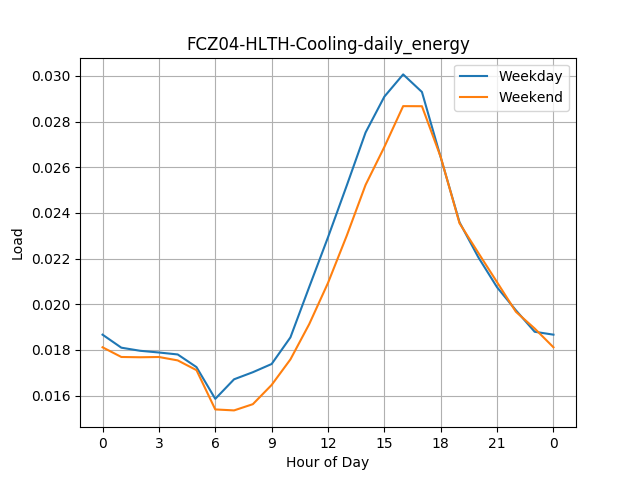 FCZ04-HLTH-Cooling-daily_energy
Weekday
Weekend
0.030
0.028
0.026
0.024
0.022
0.020
0.018
0.016
Load
0 3 6 9 12 15 18 21 0
Hour of Day